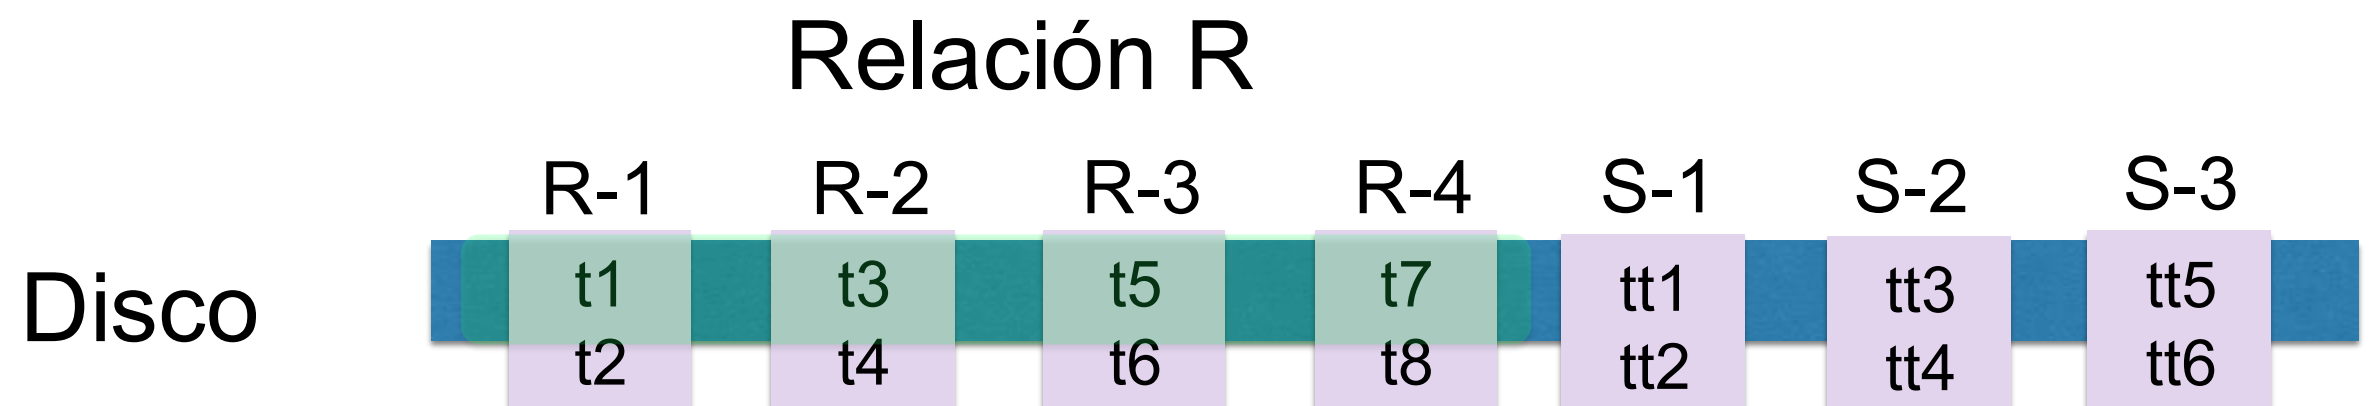 Relación R
R-1 R-2 R-3 R-4 S-1 S-2 S-3
Disco
t1 t3 t5 t7 tt1 tt3 tt5
t2 t4 t6 t8 tt2 tt4 tt6